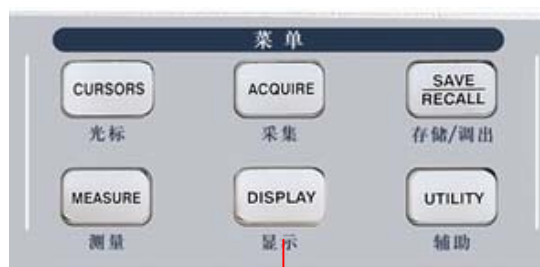 菜单
CURSORS ACQUIRE SAVE
RECALL
光标 采集 存储/调出
MEASURE DISPLAY UTILITY
测量 显示 辅助